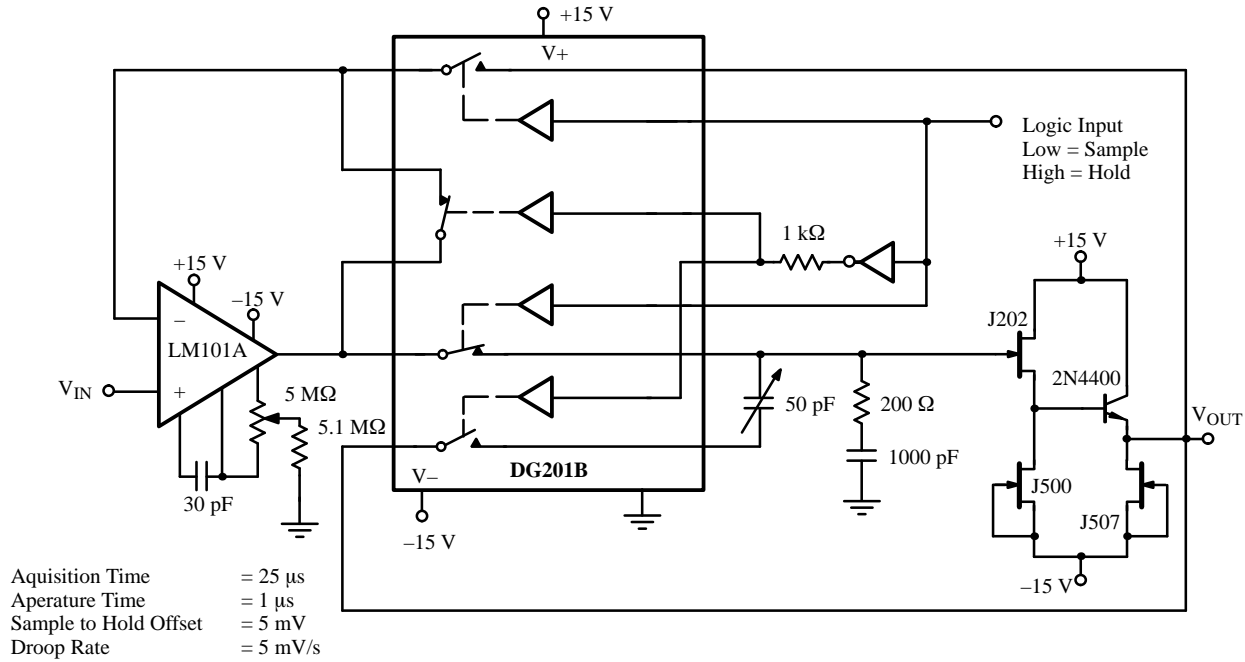 +15 V
V+
Logic Input
Low = Sample
High = Hold
1 kΩ
+15 V
+15 V
–15 V
J202
−
LM101A
2N4400
VIN
+
5 MΩ
50 pF
200 Ω
VOUT
5.1 MΩ
1000 pF
V–
DG201B
J500
30 pF
J507
–15 V
–15 V
Aquisition Time = 25 μs
Aperature Time = 1 μs
Sample to Hold Offset = 5 mV
Droop Rate = 5 mV/s